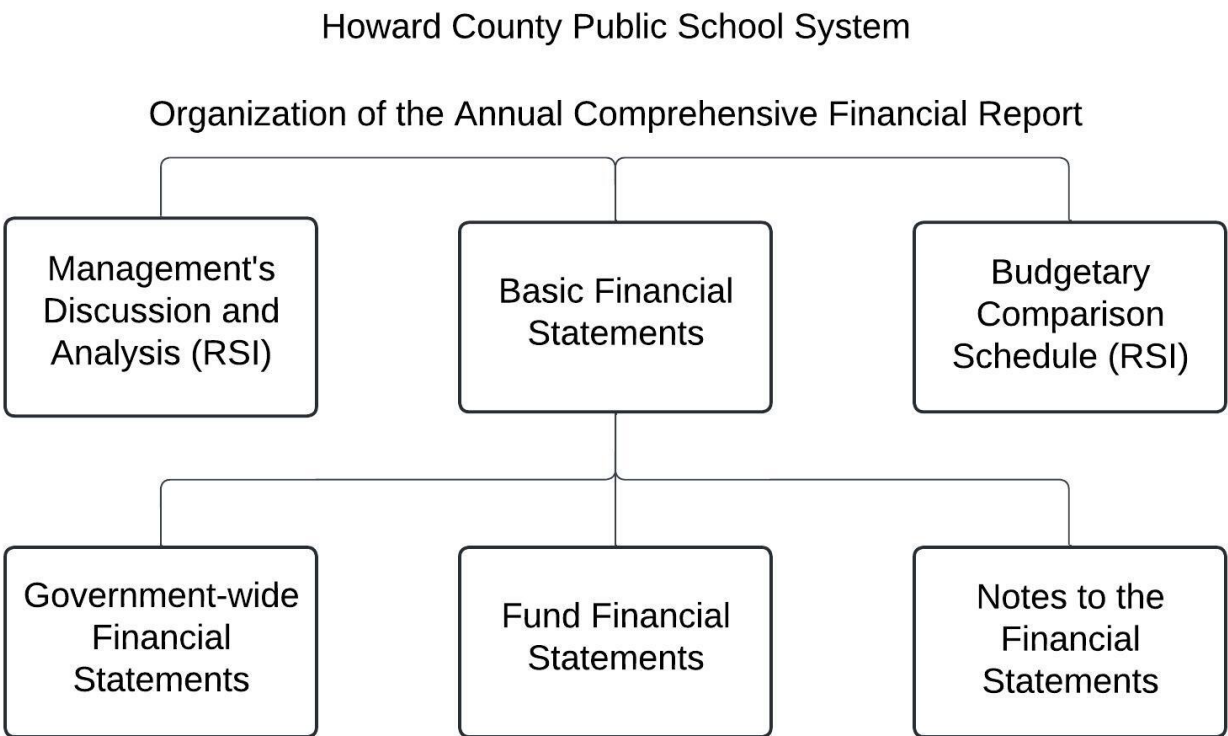 Howard County Public School System
Organization of the Annual Comprehensive Financial Report
Management's
Discussion and
Analysis (RSI)
Basic Financial
Statements
Budgetary
Comparison
Schedule (RSI)
Government-wide
Financial
Statements
Fund Financial
Statements
Notes to the
Financial
Statements